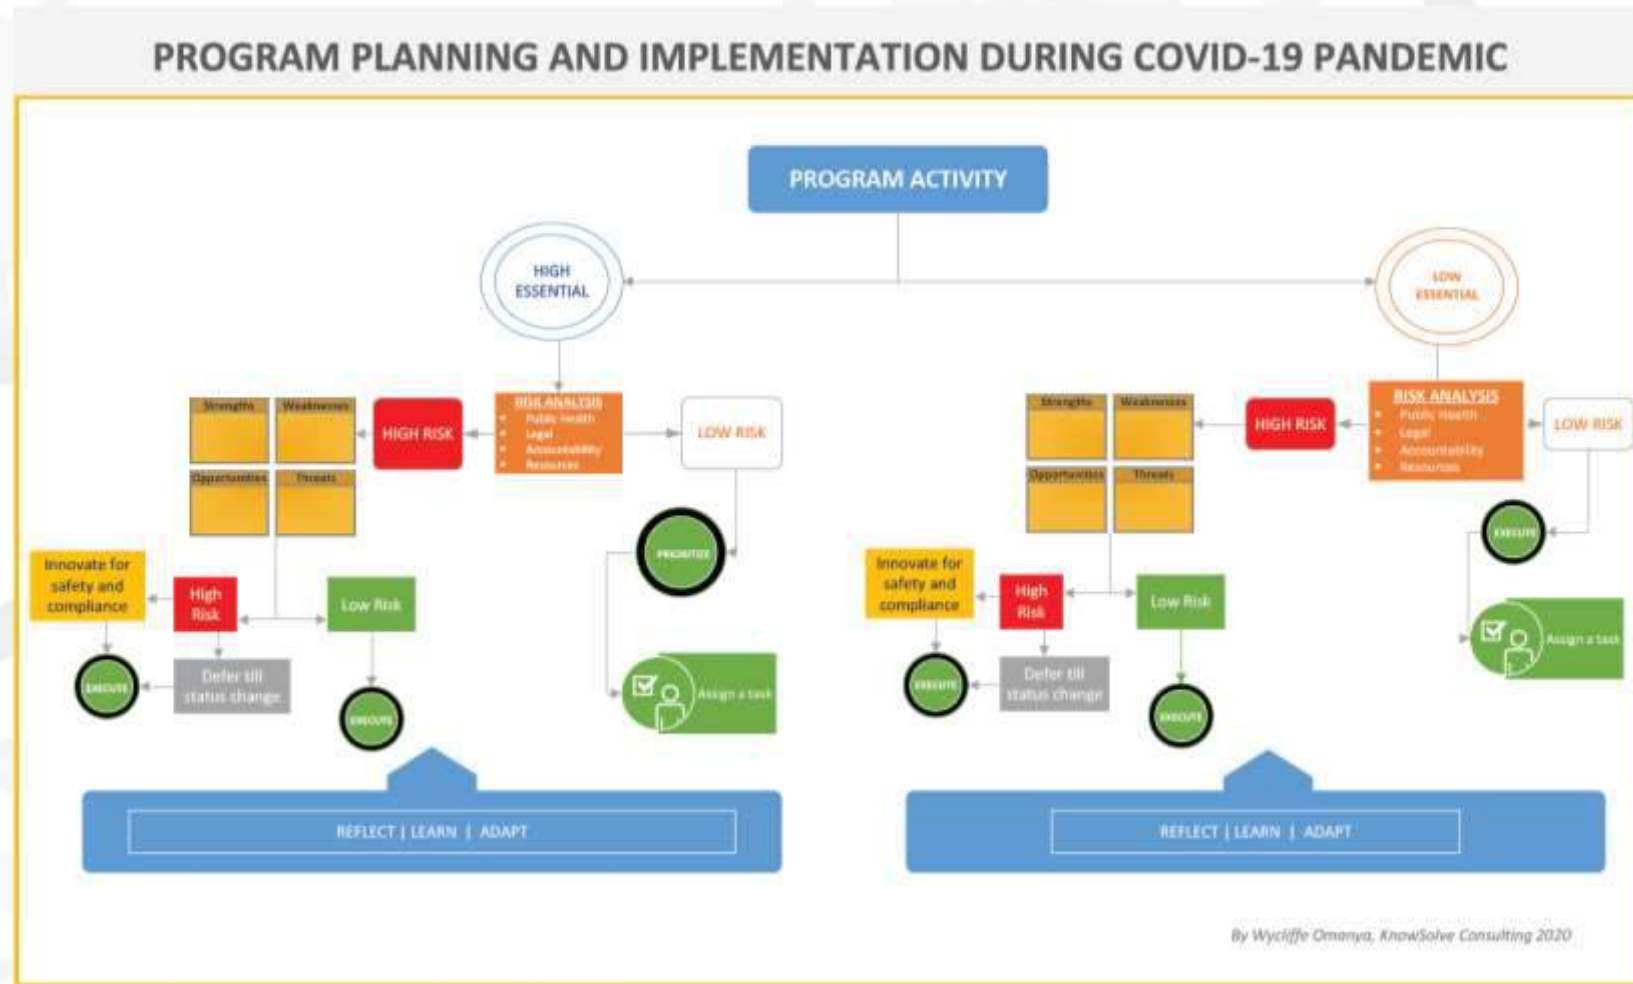 PROGRAM PLANNING AND IMPLEMENTATION DURING COVID-19 PANDEMIC
PROGRAM ACTIVITY
HIGH
ESSENTIAL
Strengths
Weaknesses
Opportunities
Threats
HIGH RISK
RISK ANALYSIS
• Public Health
• Legal
• Accountability
• Resources
LOW RISK
Innovate for
safety and
compliance
High
Risk
Low Risk
EXECUTE
Defer till
status change
EXECUTE
PRIORITIZE
Assign a task
REFLECT | LEARN | ADAPT
LOW
ESSENTIAL
Strengths
Weaknesses
Opportunities
Threats
HIGH RISK
RISK ANALYSIS
• Public Health
• Legal
• Accountability
• Resources
LOW RISK
Innovate for
safety and
compliance
High
Risk
Low Risk
EXECUTE
Defer till
status change
EXECUTE
EXECUTE
Assign a task
REFLECT | LEARN | ADAPT
By Wycliffe Omanya, KnowSolve Consulting 2020